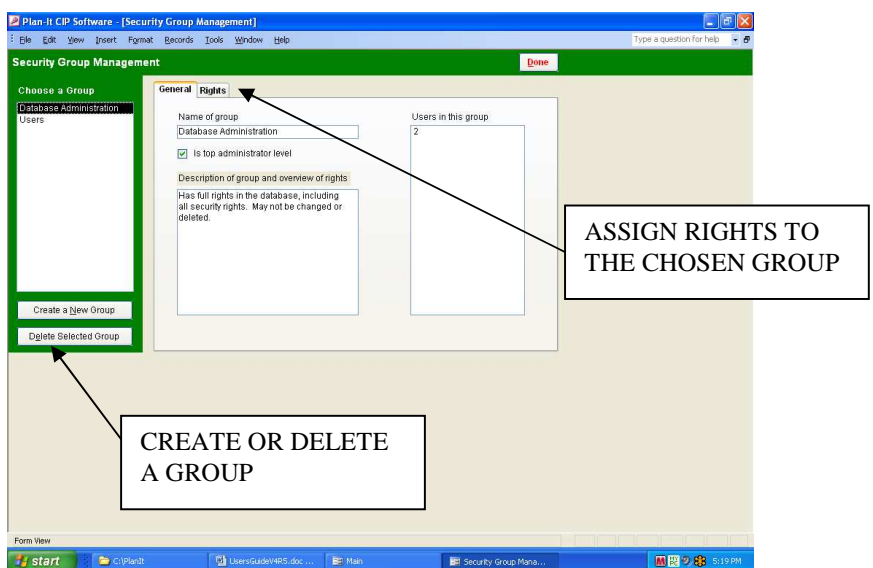 Plan-It CIP Software - [Security Group Management]
File Edit View Insert Format Records Tools Window Help
Type a question for help
Security Group Management
Done
Choose a Group
Database Administration
Users
Create a New Group
Delete Selected Group
General Rights
Name of group
Database Administration
Is top administrator level
Description of group and overview of rights
Has full rights in the database, including
all security rights. May not be changed or
deleted.
Users in this group
2
ASSIGN RIGHTS TO
THE CHOSEN GROUP
CREATE OR DELETE
A GROUP
Form View
start C:\PlanIt UsersGuideV4R5.doc ... Main Security Group Mana... 5:19 PM